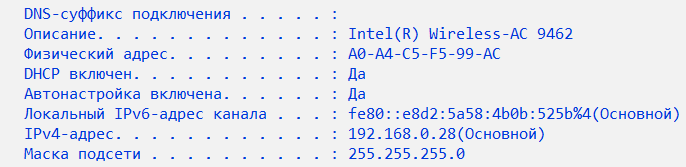 DNS-суффикс подключения . . . . . :
Описание. . . . . . . . . . . . . : Intel(R) Wireless-AC 9462
Физический адрес. . . . . . . . . : A0-A4-C5-F5-99-AC
DHCP включен. . . . . . . . . . . : Да
Автонастройка включена. . . . . . : Да
Локальный IPv6-адрес канала . . . : fe80::e8d2:5a58:4b0b:525b%4(Основной)
IPv4-адрес. . . . . . . . . . . . : 192.168.0.28(Основной)
Маска подсети . . . . . . . . . . : 255.255.255.0